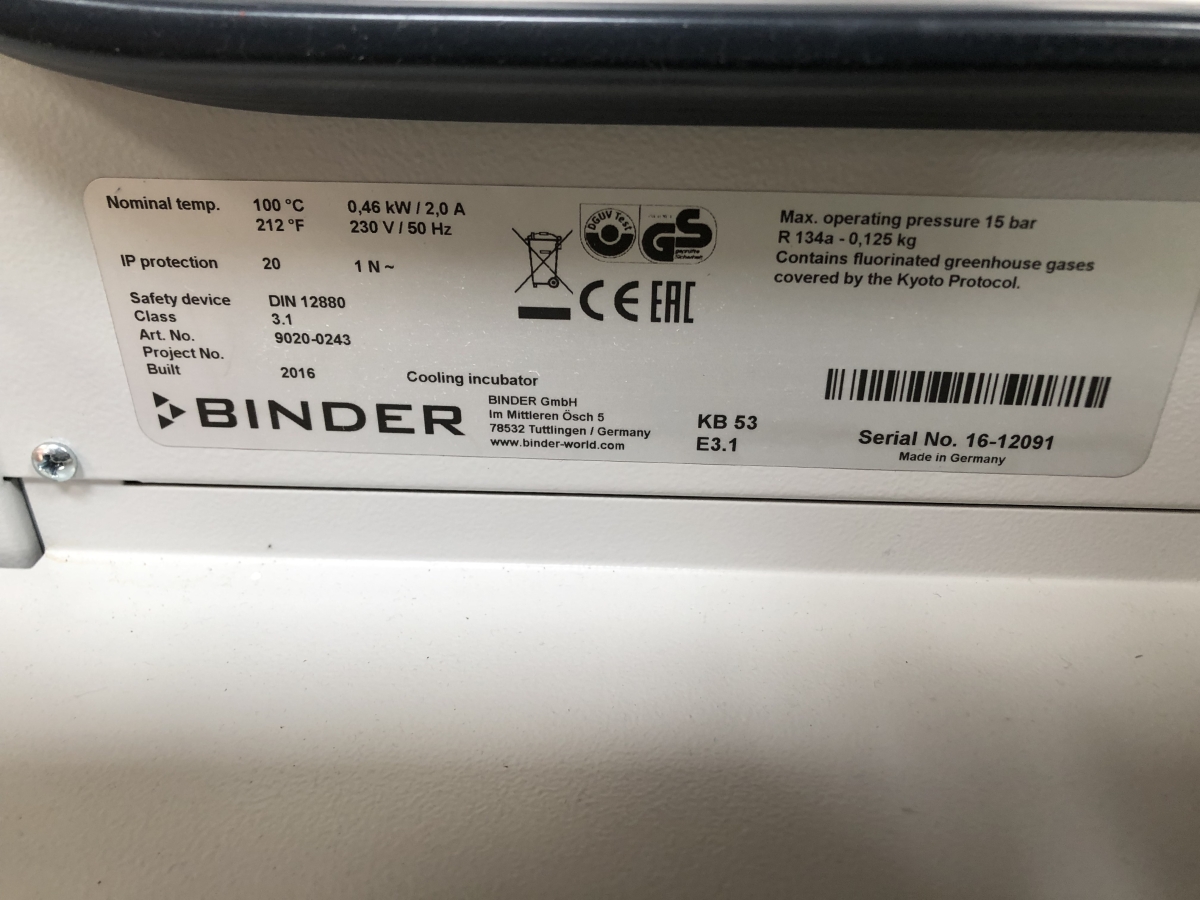 Nominal temp. 100 °C 0,46 kW / 2,0 A
212 °F 230 V / 50 Hz
IP protection 20 1 N ~
Safety device DIN 12880
Class 3.1
Art. No. 9020-0243
Project No.
Built 2016
Cooling incubator
BINDER
BINDER GmbH
Im Mittleren Ösch 5
78532 Tuttlingen / Germany
www.binder-world.com
KB 53
E3.1
DGUV Test
GS
geprüfte
Sicherheit
CE EAC
Max. operating pressure 15 bar
R 134a - 0,125 kg
Contains fluorinated greenhouse gases
covered by the Kyoto Protocol.
Serial No. 16-12091
Made in Germany